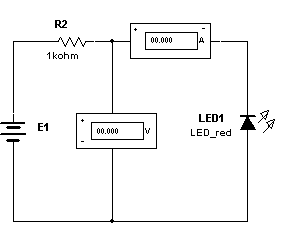 R2
1kohm
+ -
00.000 A
+
00.000 V
-
E1
LED1
LED_red